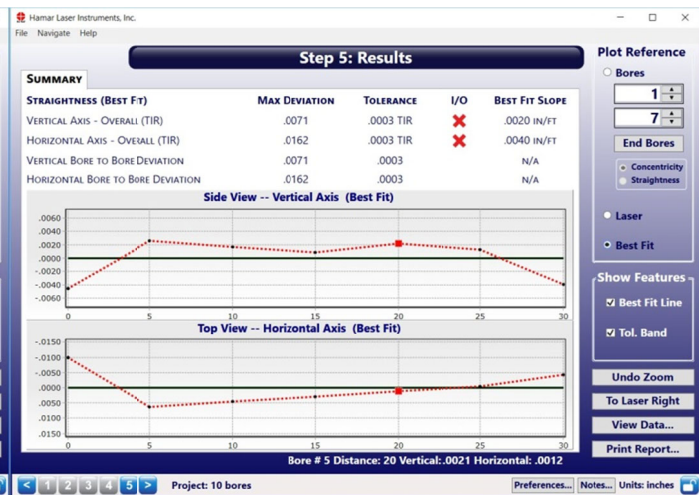 Hamar Laser Instruments, Inc.
File Navigate Help
Step 5: Results
SUMMARY
STRAIGHTNESS (BEST FIT) MAX DEVIATION TOLERANCE I/O BEST FIT SLOPE
VERTICAL AXIS - OVERALL (TIR) .0071 .0003 TIR .0020 IN/FT
HORIZONTAL AXIS - OVERALL (TIR) .0162 .0003 TIR .0040 IN/FT
VERTICAL BORE TO BORE DEVIATION .0071 .0003 N/A
HORIZONTAL BORE TO BORE DEVIATION .0162 .0003 N/A
Side View -- Vertical Axis (Best Fit)
.0060
.0040
.0020
.0000
-.0020
-.0040
-.0060
0 5 10 15 20 25 30
Top View -- Horizontal Axis (Best Fit)
-.0150
.0100
.0050
.0000
.0050
.0100
.0150
0 5 10 15 20 25 30
Bore # 5 Distance: 20 Vertical:.0021 Horizontal: .0012
Plot Reference
Bores
1
7
End Bores
Concentricity
Straightness
Laser
Best Fit
Show Features
Best Fit Line
Tol. Band
Undo Zoom
To Laser Right
View Data...
Print Report...
< 1 2 3 4 5 > Project: 10 bores Preferences... Notes... Units: inches